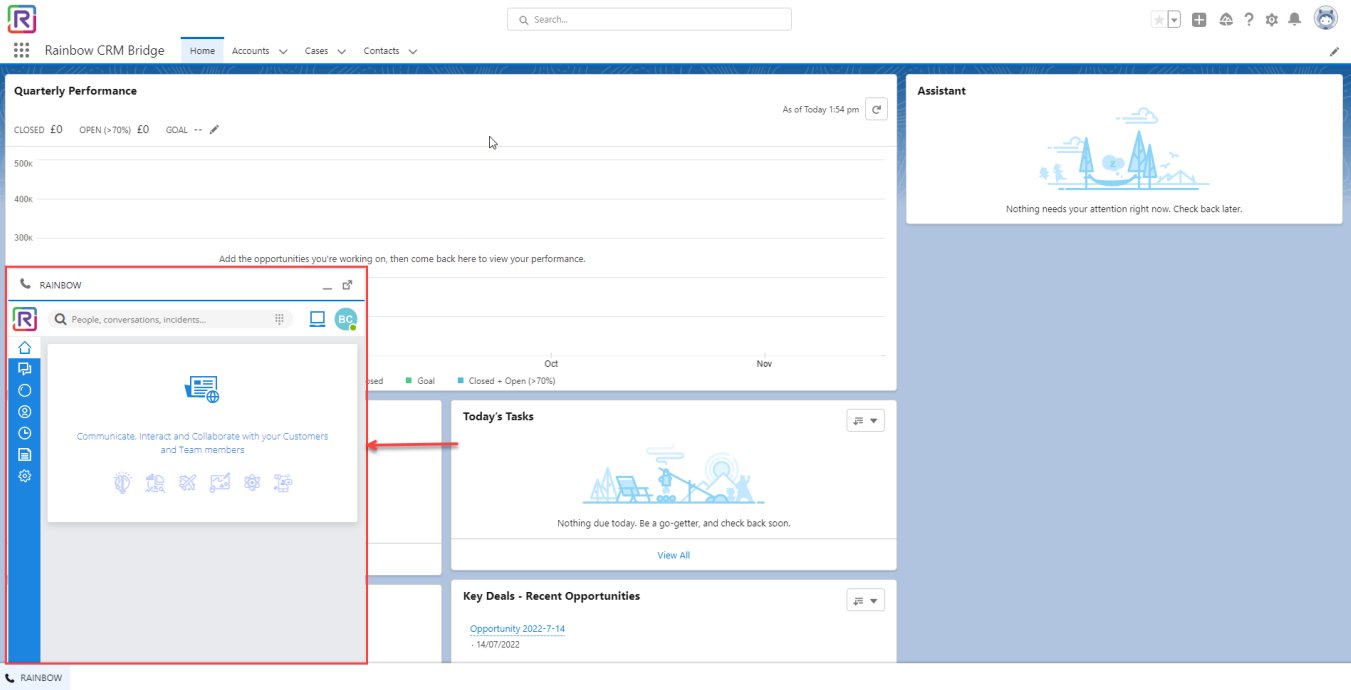 R
Search...
Rainbow CRM Bridge
Home
Accounts
Cases
Contacts
Quarterly Performance
As of Today 1:54 pm
CLOSED £0 OPEN (>70%) £0 GOAL --
500K
400K
300K
Add the opportunities you're working on, then come back here to view your performance.
Oct
Nov
Goal
Closed + Open (>70%)
Assistant
z
Nothing needs your attention right now. Check back later.
RAINBOW
R
People, conversations, incidents...
BC
Communicate, Interact and Collaborate with your Customers
and Team members
Today's Tasks
Nothing due today. Be a go-getter, and check back soon.
View All
Key Deals - Recent Opportunities
Opportunity 2022-7-14
· 14/07/2022
RAINBOW